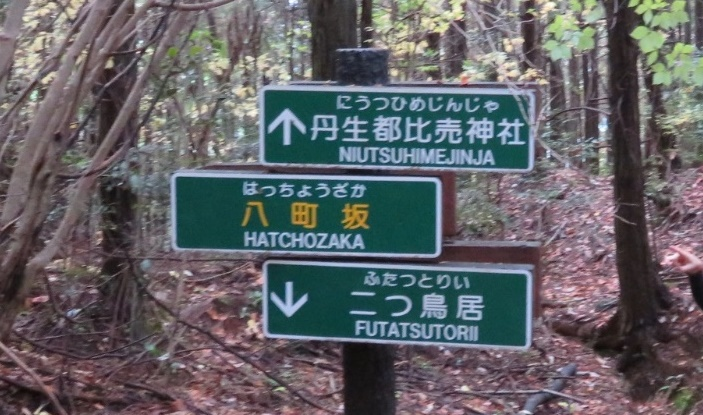 にうつひめじんじゃ
↑ 丹生都比売神社
NIUTSUHIMEJINJA
はっちょうざか
八町坂
HATCHOZAKA
ふたつとりい
↓ 二つ鳥居
FUTATSUTORII